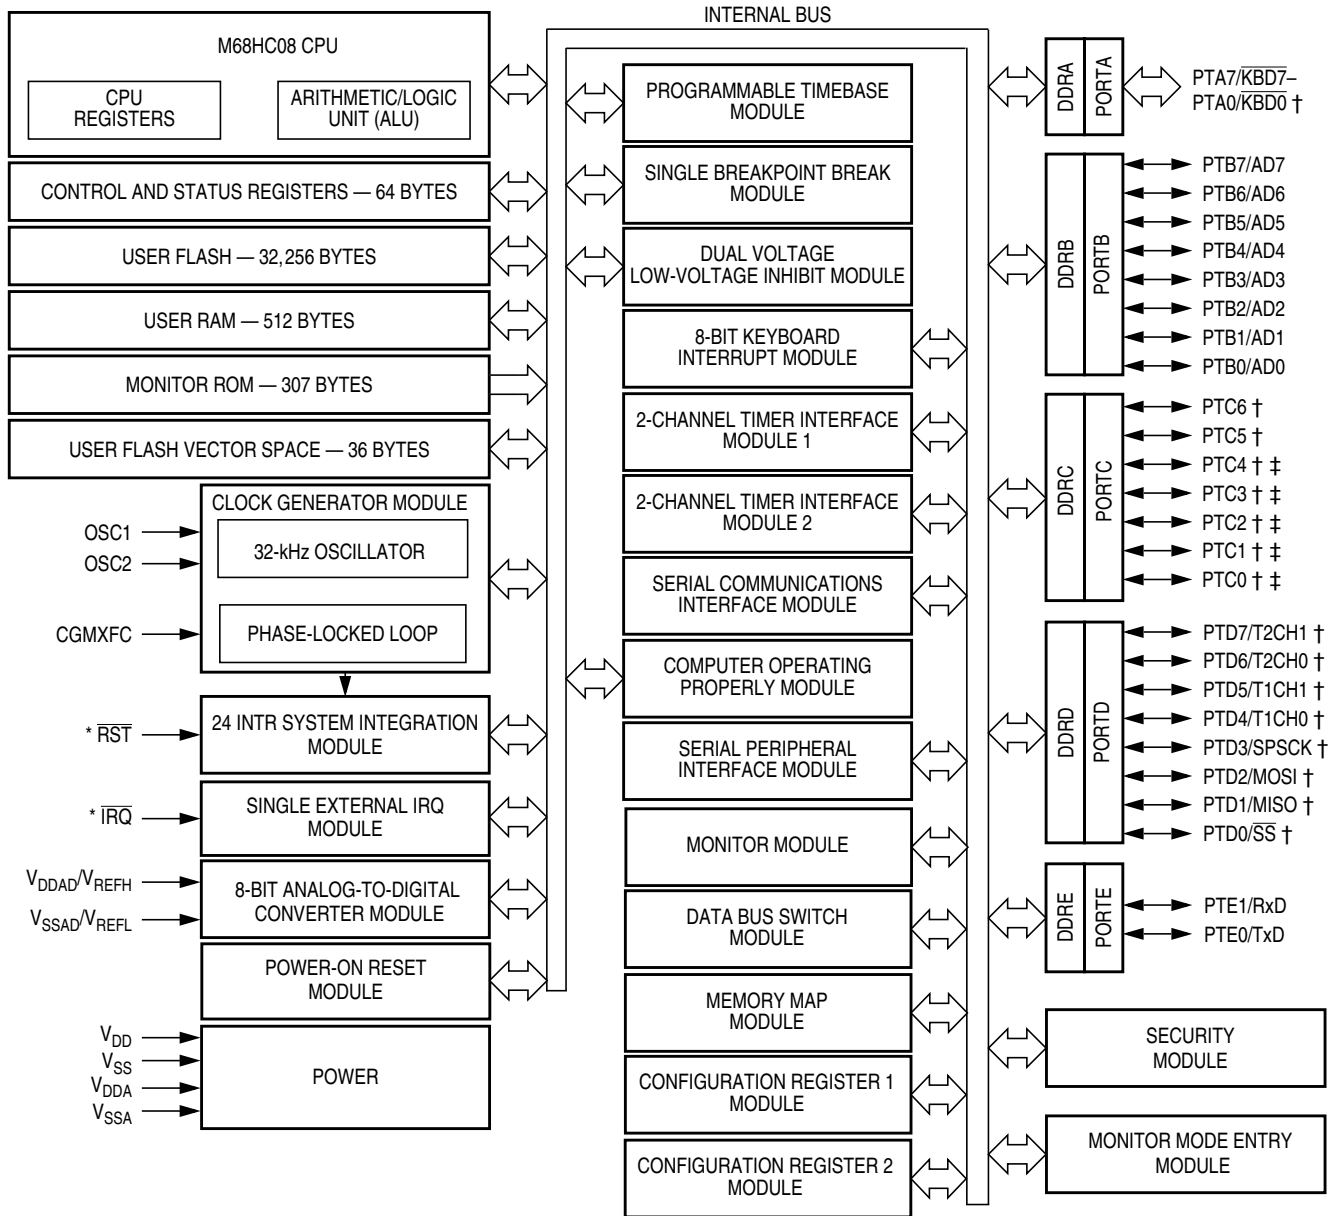 INTERNAL BUS
M68HC08 CPU
CPU
REGISTERS
ARITHMETIC/LOGIC
UNIT (ALU)
CONTROL AND STATUS REGISTERS — 64 BYTES
USER FLASH — 32,256 BYTES
USER RAM — 512 BYTES
MONITOR ROM — 307 BYTES
USER FLASH VECTOR SPACE — 36 BYTES
CLOCK GENERATOR MODULE
32-kHz OSCILLATOR
PHASE-LOCKED LOOP
OSC1
OSC2
CGMXFC
24 INTR SYSTEM INTEGRATION
MODULE
* R̅S̅T̅
SINGLE EXTERNAL IRQ
MODULE
* I̅R̅Q̅
8-BIT ANALOG-TO-DIGITAL
CONVERTER MODULE
VDDAD/VREFH
VSSAD/VREFL
POWER-ON RESET
MODULE
POWER
VDD
VSS
VDDA
VSSA
PROGRAMMABLE TIMEBASE
MODULE
SINGLE BREAKPOINT BREAK
MODULE
DUAL VOLTAGE
LOW-VOLTAGE INHIBIT MODULE
8-BIT KEYBOARD
INTERRUPT MODULE
2-CHANNEL TIMER INTERFACE
MODULE 1
2-CHANNEL TIMER INTERFACE
MODULE 2
SERIAL COMMUNICATIONS
INTERFACE MODULE
COMPUTER OPERATING
PROPERLY MODULE
SERIAL PERIPHERAL
INTERFACE MODULE
MONITOR MODULE
DATA BUS SWITCH
MODULE
MEMORY MAP
MODULE
CONFIGURATION REGISTER 1
MODULE
CONFIGURATION REGISTER 2
MODULE
DDRA
PORTA
PTA7/K̅B̅D̅7̅–
PTA0/K̅B̅D̅0̅ †
DDRB
PORTB
PTB7/AD7
PTB6/AD6
PTB5/AD5
PTB4/AD4
PTB3/AD3
PTB2/AD2
PTB1/AD1
PTB0/AD0
DDRC
PORTC
PTC6 †
PTC5 †
PTC4 † ‡
PTC3 † ‡
PTC2 † ‡
PTC1 † ‡
PTC0 † ‡
DDRD
PORTD
PTD7/T2CH1 †
PTD6/T2CH0 †
PTD5/T1CH1 †
PTD4/T1CH0 †
PTD3/SPSCK †
PTD2/MOSI †
PTD1/MISO †
PTD0/S̅S̅ †
DDRE
PORTE
PTE1/RxD
PTE0/TxD
SECURITY
MODULE
MONITOR MODE ENTRY
MODULE